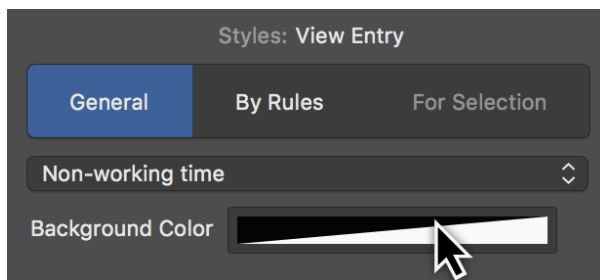 Styles: View Entry
General By Rules For Selection
Non-working time
Background Color